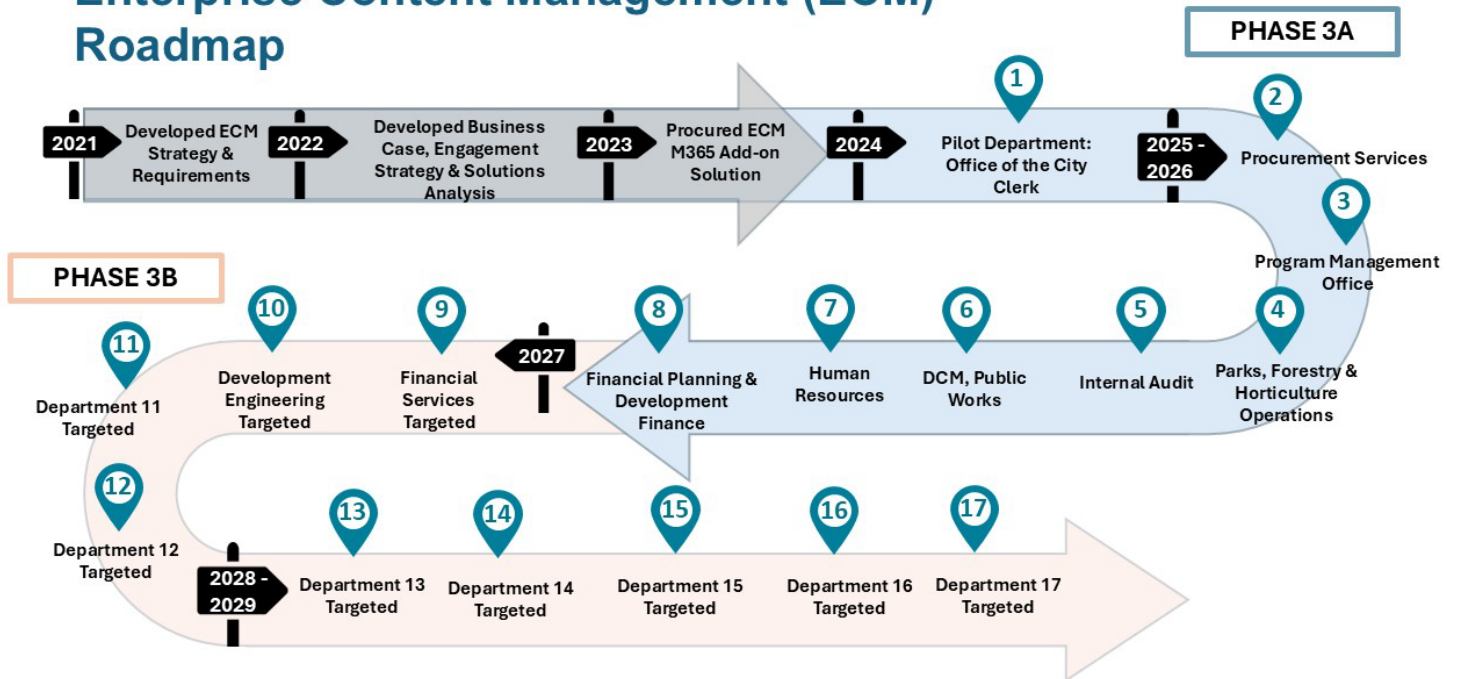 Enterprise Content Management (ECM)
Roadmap
PHASE 3A
2021
Developed ECM
Strategy &
Requirements
2022
Developed Business
Case, Engagement
Strategy & Solutions
Analysis
2023
Procured ECM
M365 Add-on
Solution
2024
1
Pilot Department:
Office of the City
Clerk
2025 -
2026
2
Procurement Services
3
Program Management
Office
4
Parks, Forestry &
Horticulture
Operations
5
Internal Audit
6
DCM, Public
Works
7
Human
Resources
8
Financial Planning &
Development
Finance
PHASE 3B
2027
9
Financial
Services
Targeted
10
Development
Engineering
Targeted
11
Department 11
Targeted
12
Department 12
Targeted
2028 -
2029
13
Department 13
Targeted
14
Department 14
Targeted
15
Department 15
Targeted
16
Department 16
Targeted
17
Department 17
Targeted